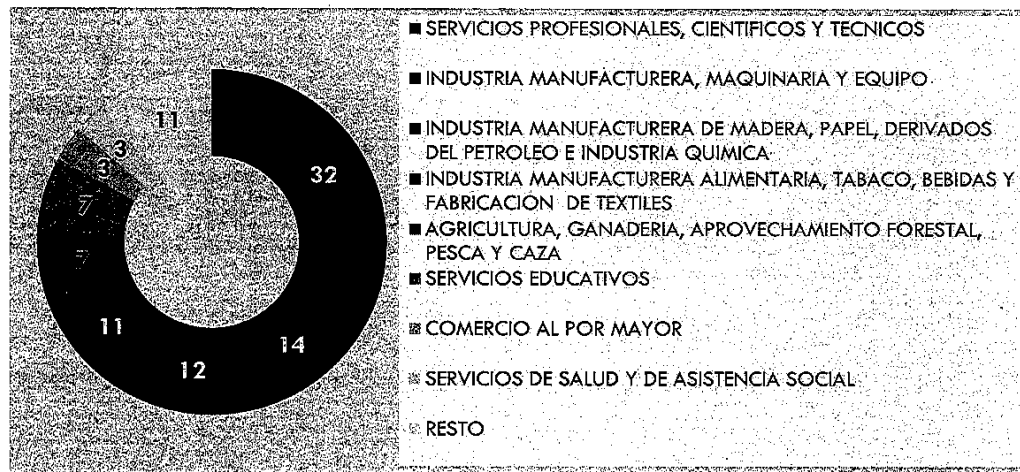 11
3
3
7
7
11
12
14
32
SERVICIOS PROFESIONALES, CIENTIFICOS Y TECNICOS
INDUSTRIA MANUFACTURERA, MAQUINARIA Y EQUIPO
INDUSTRIA MANUFACTURERA DE MADERA, PAPEL, DERIVADOS
DEL PETROLEO E INDUSTRIA QUIMICA
INDUSTRIA MANUFACTURERA ALIMENTARIA, TABACO, BEBIDAS Y
FABRICACION DE TEXTILES
AGRICULTURA, GANADERIA, APROVECHAMIENTO FORESTAL,
PESCA Y CAZA
SERVICIOS EDUCATIVOS
COMERCIO AL POR MAYOR
SERVICIOS DE SALUD Y DE ASISTENCIA SOCIAL
RESTO